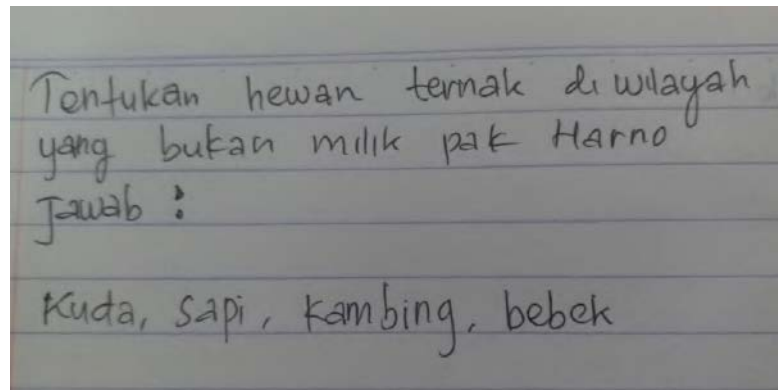 Tentukan hewan ternak di wilayah
yang bukan milik pak Harno
Jawab :
Kuda, sapi, kambing, bebek